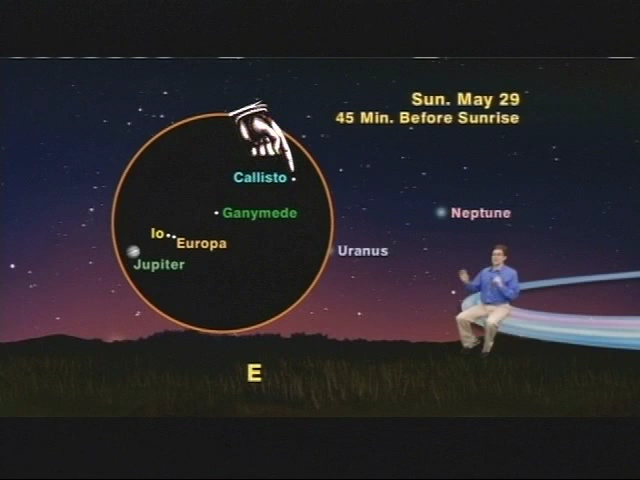 Sun. May 29
45 Min. Before Sunrise
Callisto
Ganymede
Neptune
Io
Europa
Uranus
Jupiter
E